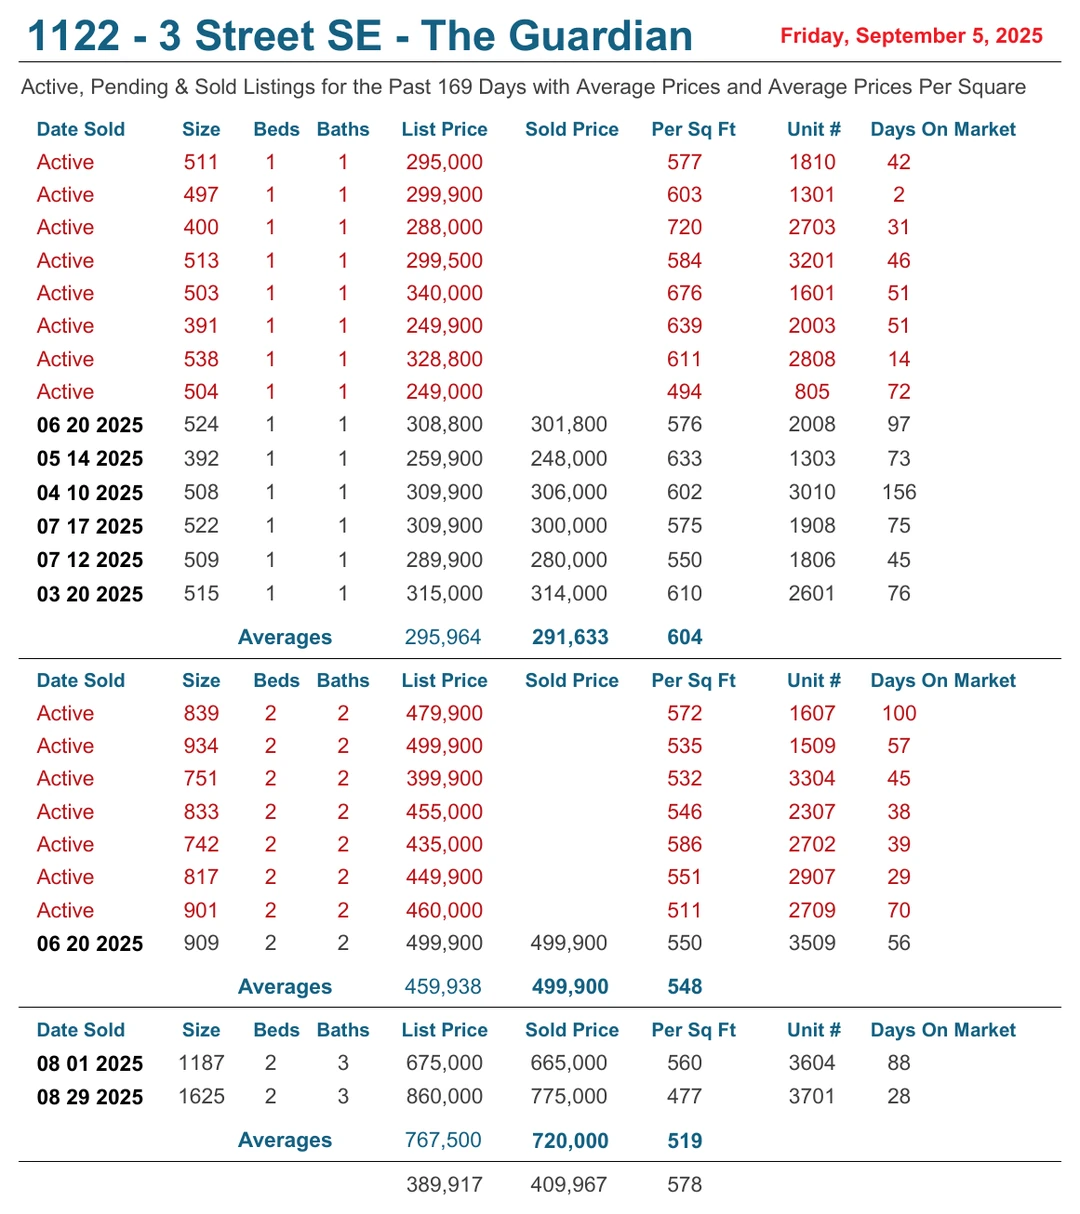 1122 - 3 Street SE - The Guardian Friday, September 5, 2025
Active, Pending & Sold Listings for the Past 169 Days with Average Prices and Average Prices Per Square
Date Sold Size Beds Baths List Price Sold Price Per Sq Ft Unit # Days On Market
Active 511 1 1 295,000 577 1810 42
Active 497 1 1 299,900 603 1301 2
Active 400 1 1 288,000 720 2703 31
Active 513 1 1 299,500 584 3201 46
Active 503 1 1 340,000 676 1601 51
Active 391 1 1 249,900 639 2003 51
Active 538 1 1 328,800 611 2808 14
Active 504 1 1 249,000 494 805 72
06 20 2025 524 1 1 308,800 301,800 576 2008 97
05 14 2025 392 1 1 259,900 248,000 633 1303 73
04 10 2025 508 1 1 309,900 306,000 602 3010 156
07 17 2025 522 1 1 309,900 300,000 575 1908 75
07 12 2025 509 1 1 289,900 280,000 550 1806 45
03 20 2025 515 1 1 315,000 314,000 610 2601 76
Averages 295,964 291,633 604
Date Sold Size Beds Baths List Price Sold Price Per Sq Ft Unit # Days On Market
Active 839 2 2 479,900 572 1607 100
Active 934 2 2 499,900 535 1509 57
Active 751 2 2 399,900 532 3304 45
Active 833 2 2 455,000 546 2307 38
Active 742 2 2 435,000 586 2702 39
Active 817 2 2 449,900 551 2907 29
Active 901 2 2 460,000 511 2709 70
06 20 2025 909 2 2 499,900 499,900 550 3509 56
Averages 459,938 499,900 548
Date Sold Size Beds Baths List Price Sold Price Per Sq Ft Unit # Days On Market
08 01 2025 1187 2 3 675,000 665,000 560 3604 88
08 29 2025 1625 2 3 860,000 775,000 477 3701 28
Averages 767,500 720,000 519
389,917 409,967 578